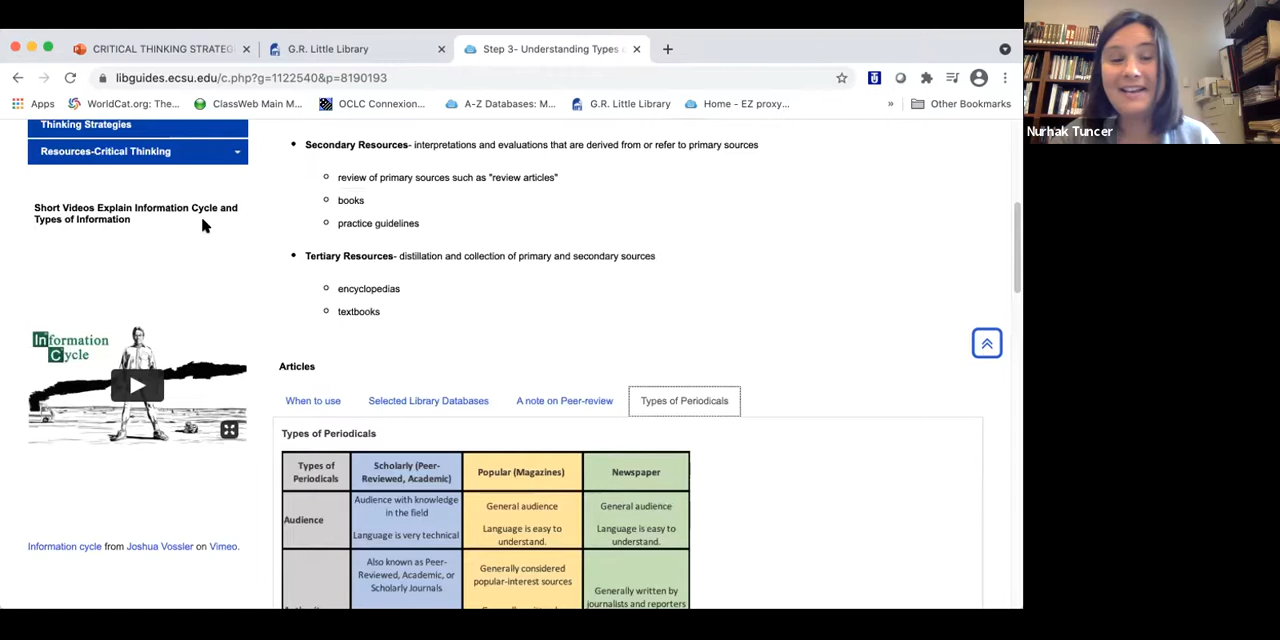 CRITICAL THINKING STRATEG
G.R. Little Library
Step 3- Understanding Types
libguides.ecsu.edu/c.php?g=1122540&p=8190193
Apps
WorldCat.org: The...
ClassWeb Main M...
OCLC Connexion...
A-Z Databases: M...
G.R. Little Library
Home - EZ proxy...
»
Other Bookmarks
Nurhak Tuncer
Thinking Strategies
Resources-Critical Thinking
Short Videos Explain Information Cycle and
Types of Information
Information
Cycle
Information cycle from Joshua Vossler on Vimeo.
Secondary Resources- interpretations and evaluations that are derived from or refer to primary sources
review of primary sources such as "review articles"
books
practice guidelines
Tertiary Resources- distillation and collection of primary and secondary sources
encyclopedias
textbooks
Articles
When to use
Selected Library Databases
A note on Peer-review
Types of Periodicals
Types of Periodicals
Types of
Periodicals
Scholarly (Peer-
Reviewed, Academic)
Popular (Magazines)
Newspaper
Audience
Audience with knowledge
in the field
Language is very technical
General audience
Language is easy to
understand.
General audience
Language is easy to
understand.
Also known as Peer-
Reviewed, Academic, or
Scholarly Journals
Generally considered
popular-interest sources
Generally written by
journalists and reporters